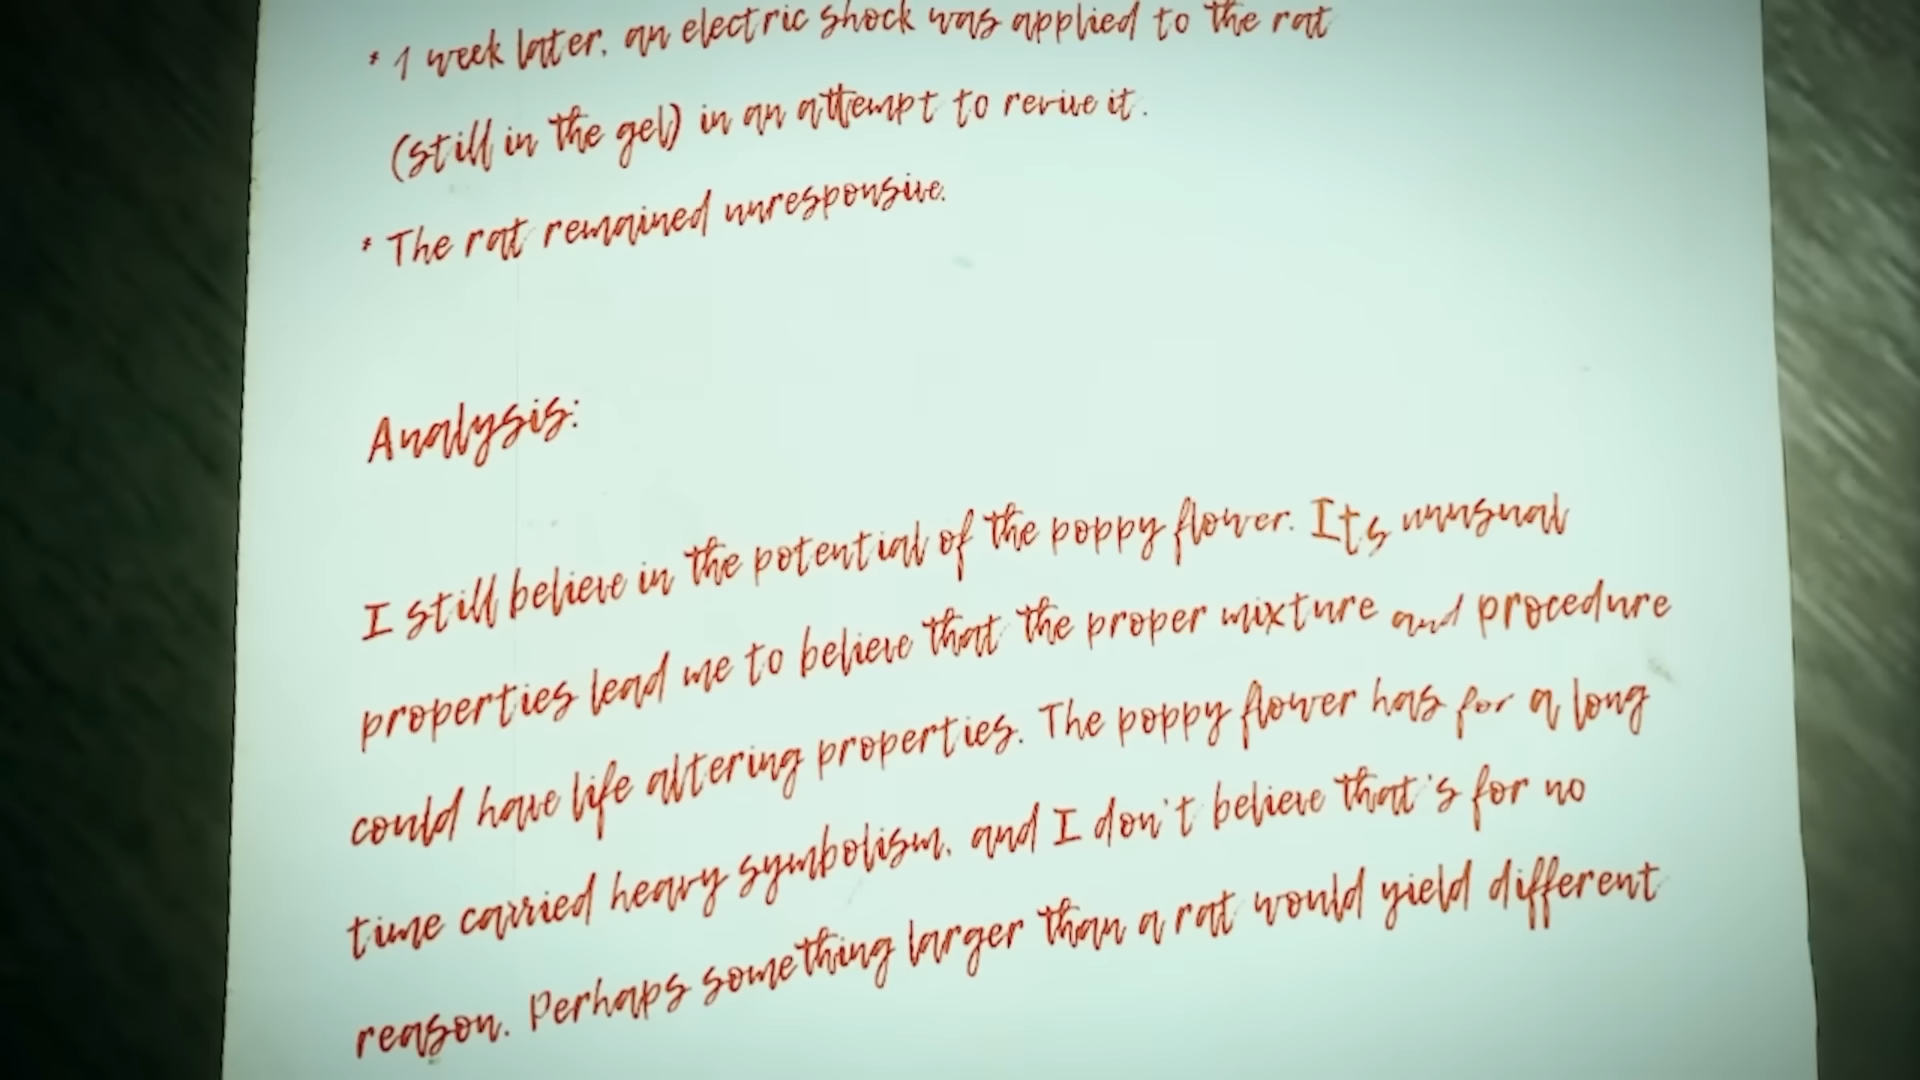 * 1 week later, an electric shock was applied to the rat
(still in the gel) in an attempt to revive it.
* The rat remained unresponsive.
Analysis:
I still believe in the potential of the poppy flower. Its unusual
properties lead me to believe that the proper mixture and procedure
could have life altering properties. The poppy flower has for a long
time carried heavy symbolism, and I don't believe that's for no
reason. Perhaps something larger than a rat would yield different